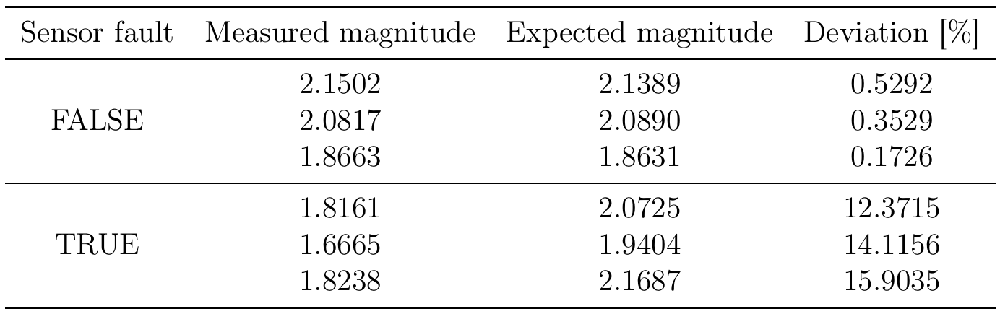 Sensor fault Measured magnitude Expected magnitude Deviation [%]
2.1502 2.1389 0.5292
FALSE 2.0817 2.0890 0.3529
1.8663 1.8631 0.1726
1.8161 2.0725 12.3715
TRUE 1.6665 1.9404 14.1156
1.8238 2.1687 15.9035